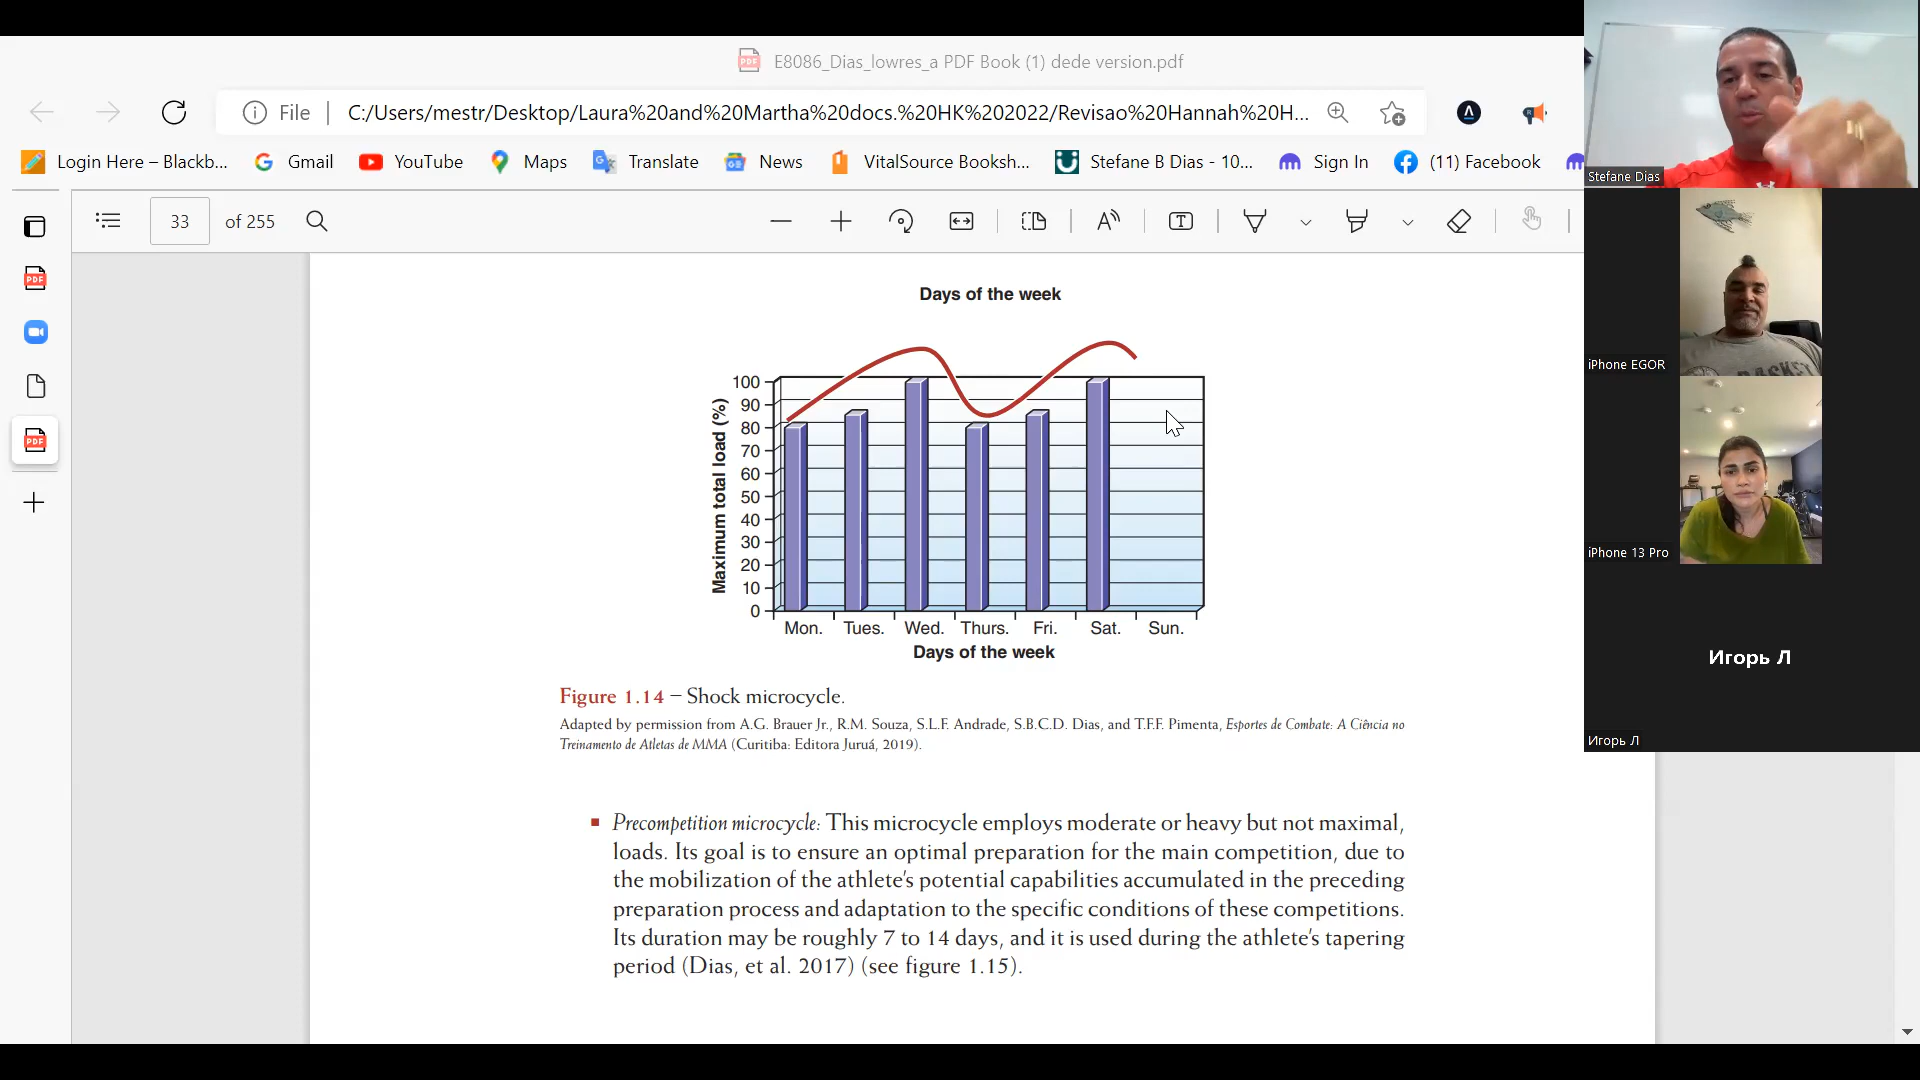 E8086_Dias_lowres_a PDF Book (1) dede version.pdf
File | C:/Users/mestr/Desktop/Laura%20and%20Martha%20docs.%20HK%202022/Revisao%20Hannah%20H...
Login Here – Blackb... Gmail YouTube Maps Translate News VitalSource Booksh... Stefane B Dias - 10... Sign In (11) Facebook
33 of 255
Days of the week
Maximum total load (%)
100
90
80
70
60
50
40
30
20
10
0
Mon. Tues. Wed. Thurs. Fri. Sat. Sun.
Days of the week
Figure 1.14 – Shock microcycle.
Adapted by permission from A.G. Brauer Jr., R.M. Souza, S.L.F. Andrade, S.B.C.D. Dias, and T.F.F. Pimenta, Esportes de Combate: A Ciência no
Treinamento de Atletas de MMA (Curitiba: Editora Juruá, 2019).
Precompetition microcycle: This microcycle employs moderate or heavy but not maximal,
loads. Its goal is to ensure an optimal preparation for the main competition, due to
the mobilization of the athlete's potential capabilities accumulated in the preceding
preparation process and adaptation to the specific conditions of these competitions.
Its duration may be roughly 7 to 14 days, and it is used during the athlete's tapering
period (Dias, et al. 2017) (see figure 1.15).
Stefane Dias
iPhone EGOR
iPhone 13 Pro
Игорь Л
Игорь Л